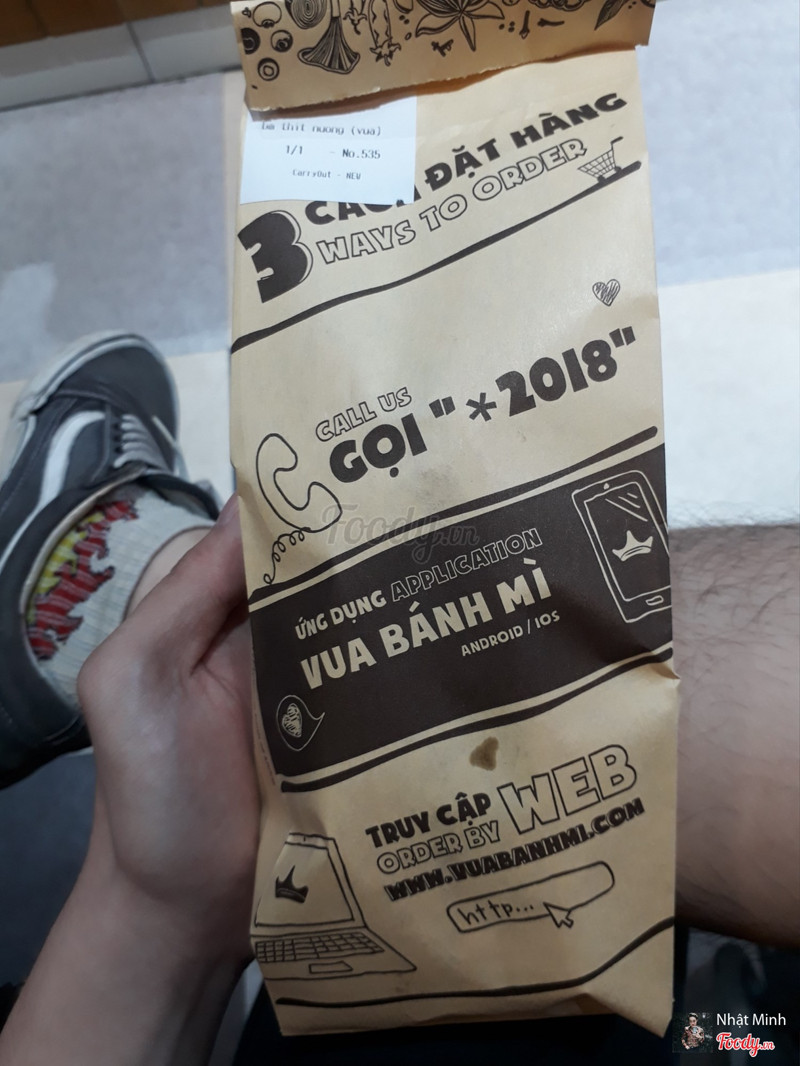 Bm thit nuong (vua)
1/1 - No.535
CarryOut - NEW
3 CÁCH ĐẶT HÀNG
WAYS TO ORDER
CALL US
GỌI "*2018"
Foody.vn
ỨNG DỤNG APPLICATION
VUA BÁNH MÌ
ANDROID / IOS
TRUY CẬP
ORDER BY WEB
WWW.VUABANHMI.COM
http...
Nhật Minh
Foody.vn